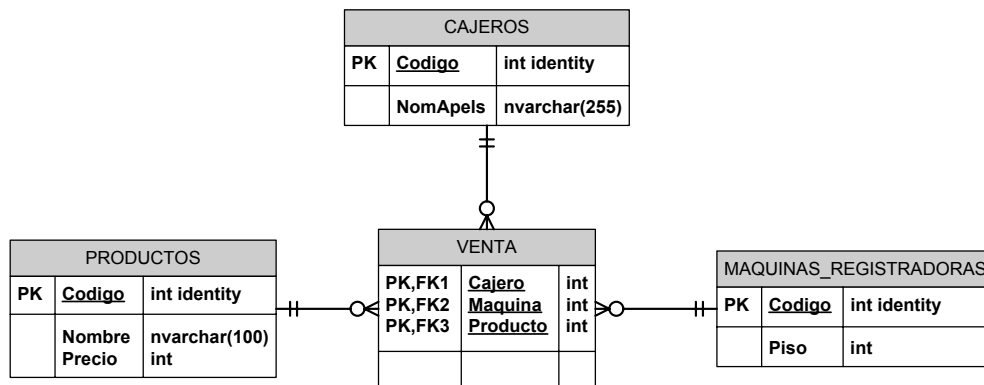 CAJEROS
PK Codigo int identity
NomApels nvarchar(255)
PRODUCTOS
PK Codigo int identity
Nombre nvarchar(100)
Precio int
VENTA
PK,FK1 Cajero int
PK,FK2 Maquina int
PK,FK3 Producto int
MAQUINAS_REGISTRADORAS
PK Codigo int identity
Piso int